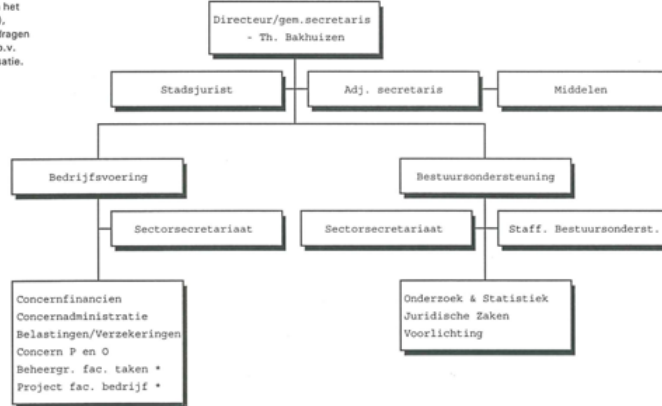 het
dragen
o.v.
satie.
Directeur/gem.secretaris
- Th. Bakhuizen
Stadsjurist
Adj. secretaris
Middelen
Bedrijfsvoering
Bestuursondersteuning
Sectorsecretariaat
Sectorsecretariaat
Staff. Bestuursonderst.
Concernfinancien
Concernadministratie
Belastingen/Verzekeringen
Concern P en O
Beheergr. fac. taken *
Project fac. bedrijf *
Onderzoek & Statistiek
Juridische Zaken
Voorlichting